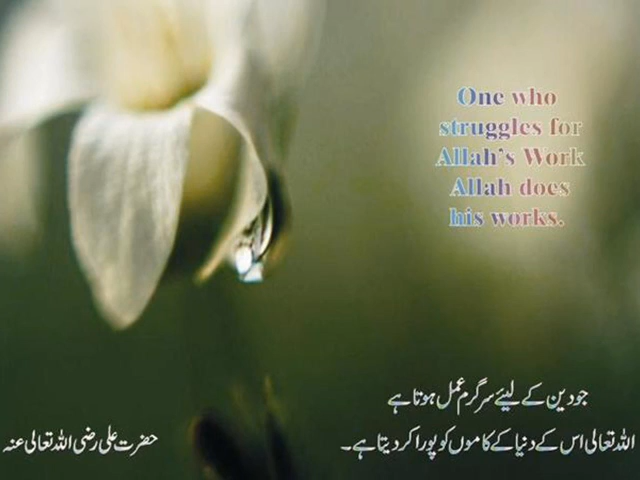 One who
struggles for
Allah's Work
Allah does
his works.
جو دین کے لیئے سرگرم عمل ہوتا ہے
اللہ تعالی اس کے دنیا کے کاموں کو پورا کر دیتا ہے۔
حضرت علی رضی اللہ تعالی عنہ